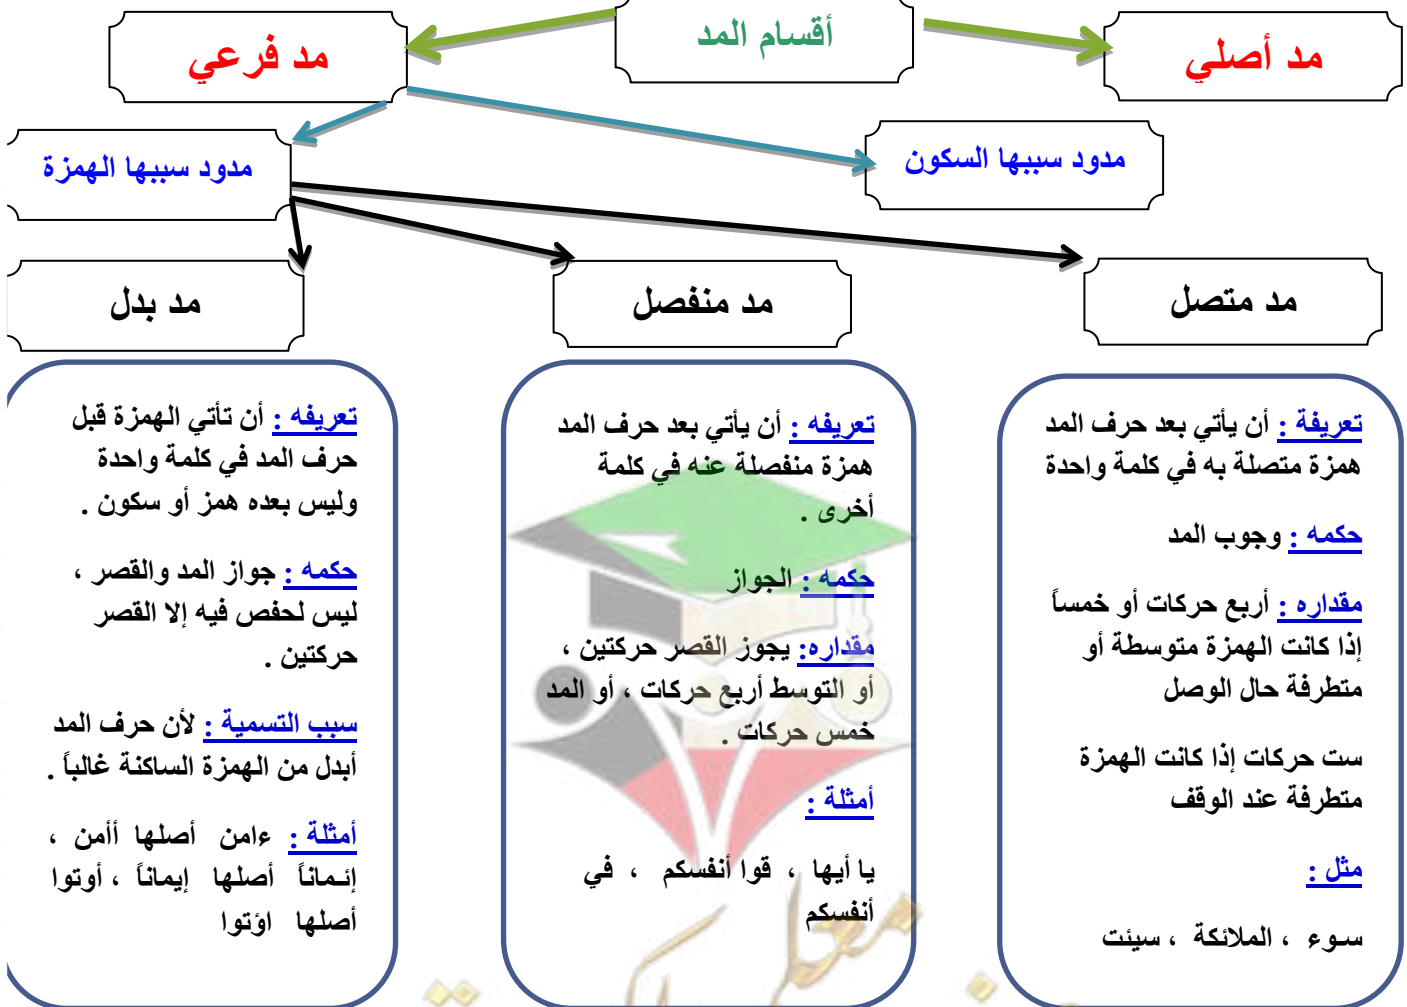 أقسام المد
مد أصلي
مد فرعي
مدود سببها السكون
مدود سببها الهمزة
مد متصل
مد منفصل
مد بدل
تعريفة : أن يأتي بعد حرف المد
همزة متصلة به في كلمة واحدة
حكمه : وجوب المد
مقداره : أربع حركات أو خمساً
إذا كانت الهمزة متوسطة أو
متطرفة حال الوصل
ست حركات إذا كانت الهمزة
متطرفة عند الوقف
مثل :
سـوء ، الملائكة ، سيئت
تعريفه : أن يأتي بعد حرف المد
همزة منفصلة عنه في كلمة
أخرى .
حكمه : الجواز
مقداره: يجوز القصر حركتين ،
أو التوسط أربع حركات ، أو المد
خمس حركات .
أمثلة :
يا أيها ، قوا أنفسكم ، في
أنفسكم
تعريفه : أن تأتي الهمزة قبل
حرف المد في كلمة واحدة
وليس بعده همز أو سكون .
حكمه : جواز المد والقصر ،
ليس لحفص فيه إلا القصر
حركتين .
سبب التسمية : لأن حرف المد
أبدل من الهمزة الساكنة غالباً .
أمثلة : ءامن أصلها أأمن ،
إئـماناً أصلها إيماناً ، أوتوا
أصلها اؤتوا